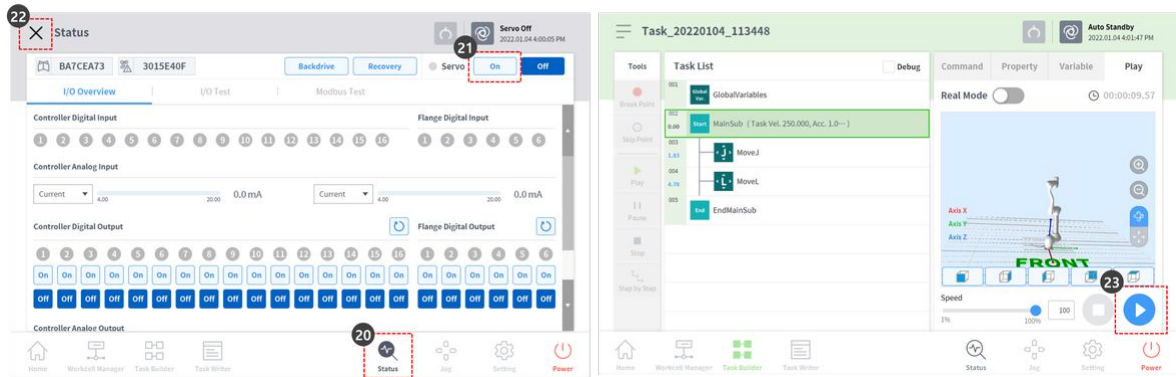 22
Status
Servo Off
2022.01.04 4:00:05 PM
21
BA7CEA73
3015E40F
Backdrive
Recovery
Servo
On
Off
I/O Overview
I/O Test
Modbus Test
Controller Digital Input
Flange Digital Input
1 2 3 4 5 6 7 8 9 10 11 12 13 14 15 16
1 2 3 4 5 6
Controller Analog Input
Current
4.00
20.00
0.0 mA
Current
4.00
20.00
0.0 mA
Controller Digital Output
Flange Digital Output
1 2 3 4 5 6 7 8 9 10 11 12 13 14 15 16
1 2 3 4 5 6
On On On On On On On On On On On On On On On On
On On On On On On
Off Off Off Off Off Off Off Off Off Off Off Off Off Off Off Off
Off Off Off Off Off Off
Controller Analog Output
20
Home
Workcell Manager
Task Builder
Task Writer
Status
Jog
Setting
Power
Task_20220104_113448
Auto Standby
2022.01.04 4:01:47 PM
Tools
Task List
Debug
Command
Property
Variable
Play
Break Point
Skip Point
Play
Pause
Stop
Step by Step
001
Global Var.
GlobalVariables
002
0.00
Start
MainSub ( Task Vel. 250.000, Acc. 1.0··· )
003
1.83
J
MoveJ
004
4.78
L
MoveL
005
End
EndMainSub
Real Mode
00:00:09.57
Axis X
Axis Y
Axis Z
FRONT
23
Speed
1%
100%
100
Home
Workcell Manager
Task Builder
Task Writer
Status
Jog
Setting
Power